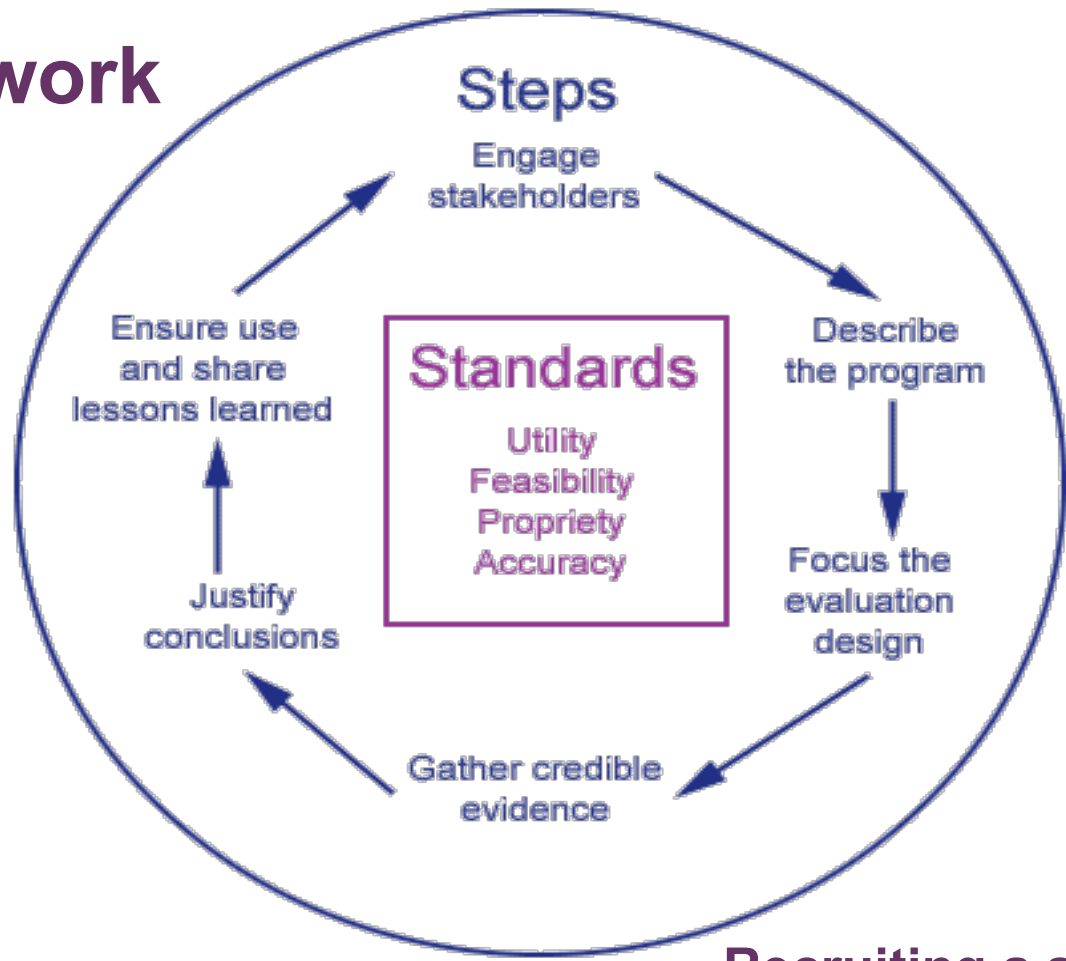 work
Steps
Engage
stakeholders
Describe
the program
Focus the
evaluation
design
Gather credible
evidence
Justify
conclusions
Ensure use
and share
lessons learned
Standards
Utility
Feasibility
Propriety
Accuracy
Recruiting a